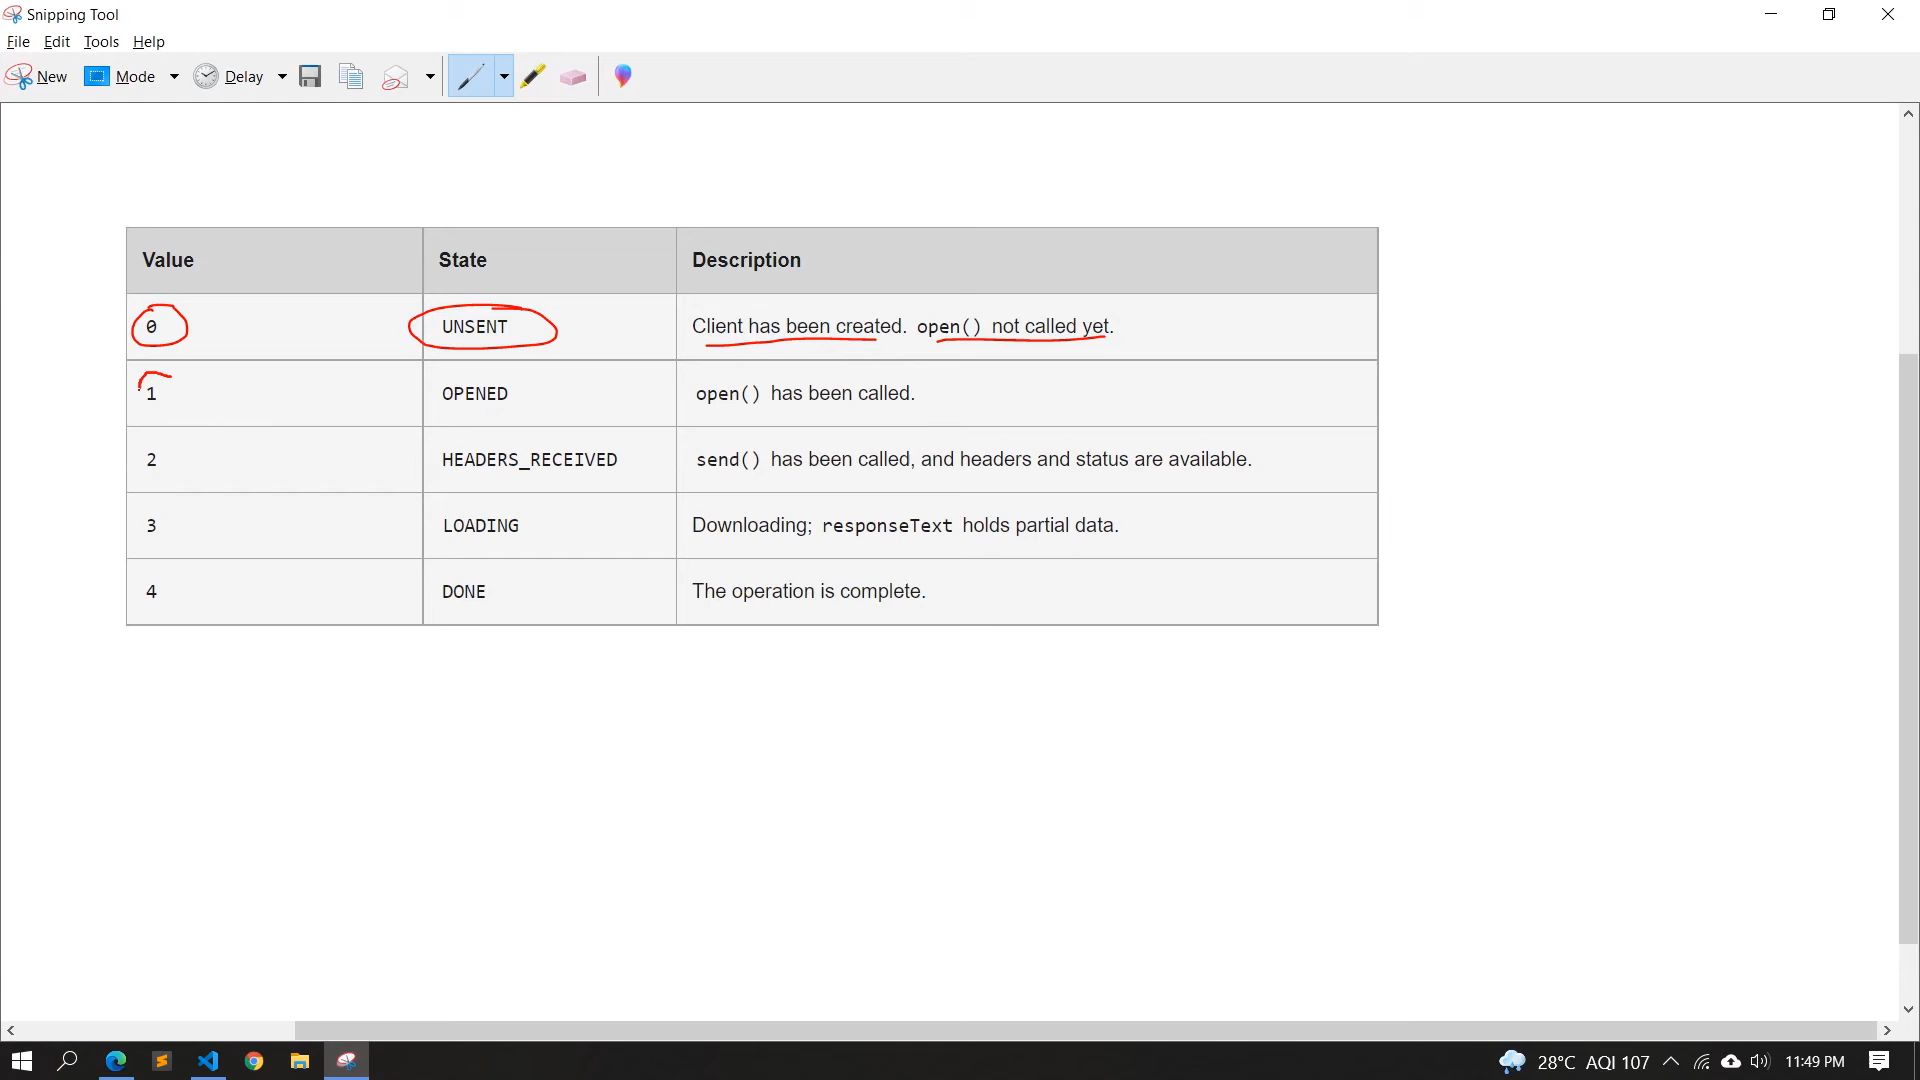 Snipping Tool
File Edit Tools Help
New Mode Delay
Value State Description
0 UNSENT Client has been created. open() not called yet.
1 OPENED open() has been called.
2 HEADERS_RECEIVED send() has been called, and headers and status are available.
3 LOADING Downloading; responseText holds partial data.
4 DONE The operation is complete.
28°C AQI 107 11:49 PM